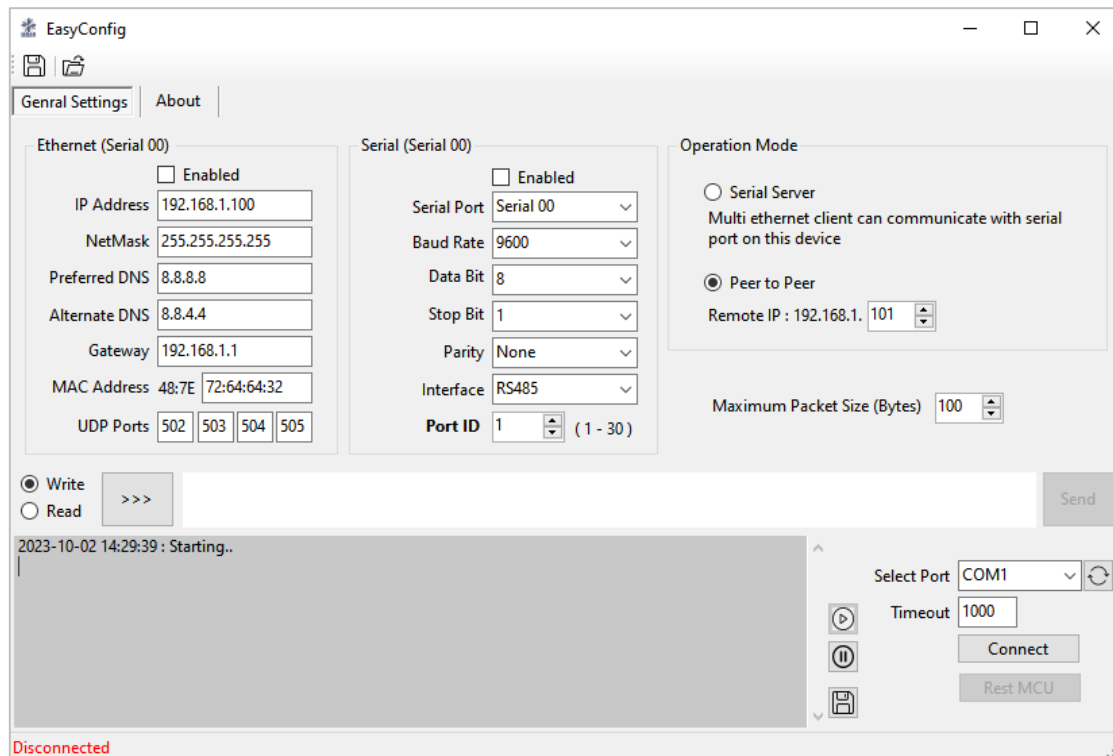 EasyConfig
Genral Settings
About
Ethernet (Serial 00)
Enabled
IP Address 192.168.1.100
NetMask 255.255.255.255
Preferred DNS 8.8.8.8
Alternate DNS 8.8.4.4
Gateway 192.168.1.1
MAC Address 48:7E 72:64:64:32
UDP Ports 502 503 504 505
Serial (Serial 00)
Enabled
Serial Port Serial 00
Baud Rate 9600
Data Bit 8
Stop Bit 1
Parity None
Interface RS485
Port ID 1 ( 1 - 30 )
Operation Mode
Serial Server
Multi ethernet client can communicate with serial
port on this device
Peer to Peer
Remote IP : 192.168.1. 101
Maximum Packet Size (Bytes) 100
Write
Read
>>>
Send
2023-10-02 14:29:39 : Starting..
Select Port COM1
Timeout 1000
Connect
Rest MCU
Disconnected